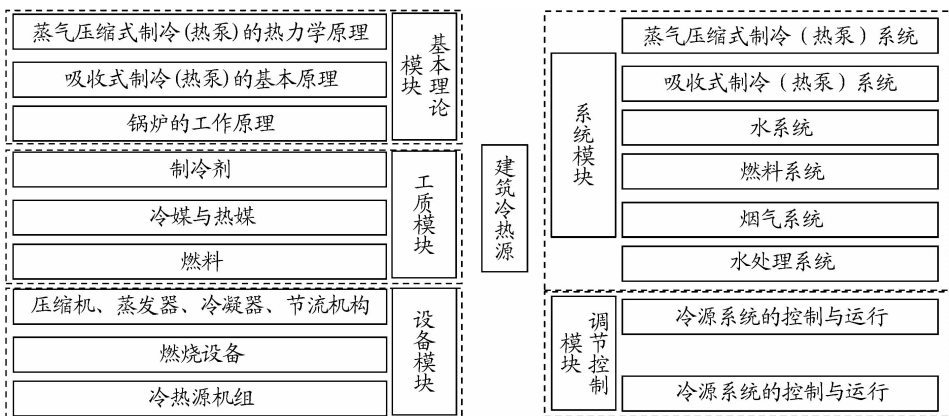 蒸气压缩式制冷(热泵)的热力学原理
吸收式制冷(热泵)的基本原理
锅炉的工作原理
基本理论
模块
制冷剂
冷媒与热媒
燃料
工质模块
压缩机、蒸发器、冷凝器、节流机构
燃烧设备
冷热源机组
设备模块
建筑冷热源
系统模块
蒸气压缩式制冷(热泵)系统
吸收式制冷(热泵)系统
水系统
燃料系统
烟气系统
水处理系统
调节控制
模块
冷源系统的控制与运行
冷源系统的控制与运行